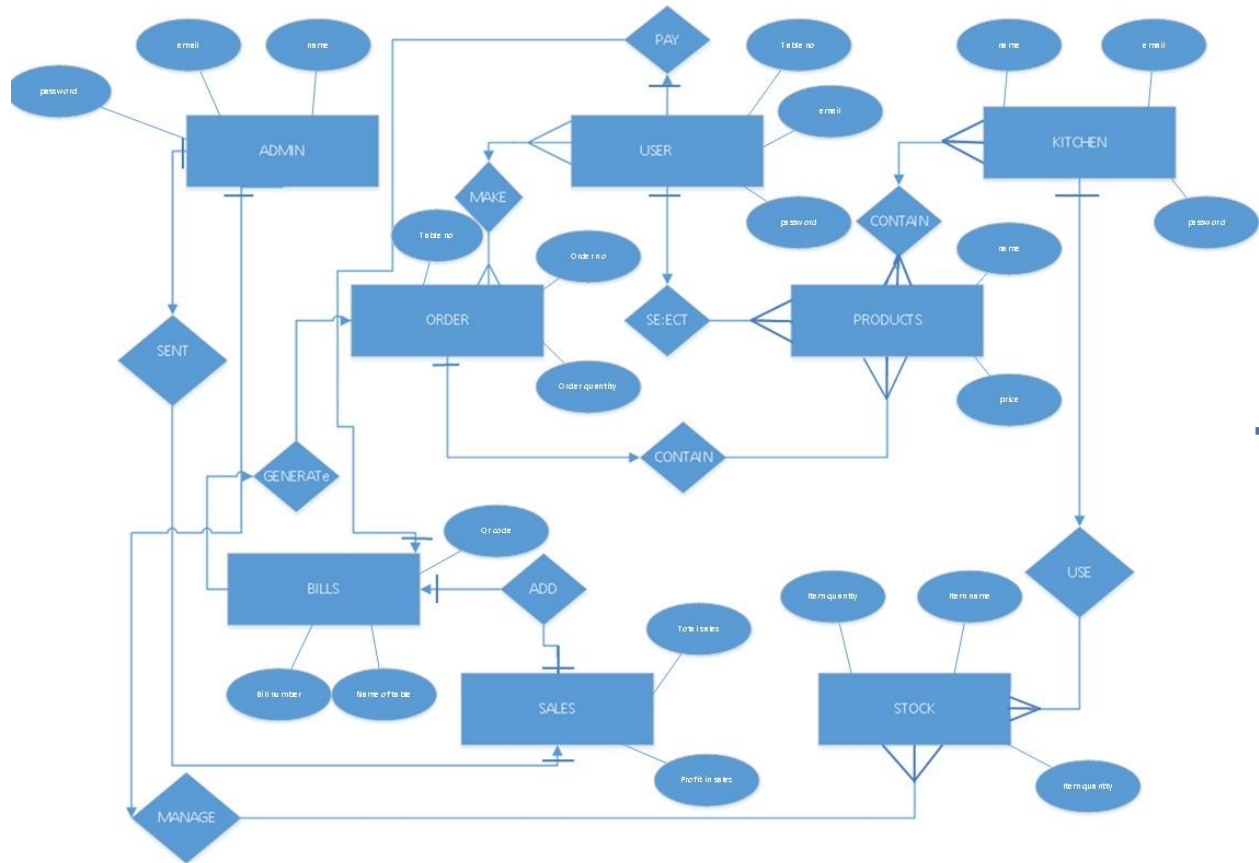 PAY
email
name
Table no
name
email
password
email
ADMIN
USER
KITCHEN
MAKE
password
CONTAIN
password
Table no
Order no
name
ORDER
SE:ECT
PRODUCTS
SENT
Order quantity
price
CONTAIN
GENERATe
Qr code
BILLS
ADD
USE
Item quantity
Item name
Total sales
Bill number
Name of table
SALES
STOCK
Profit in sales
Item quantity
MANAGE